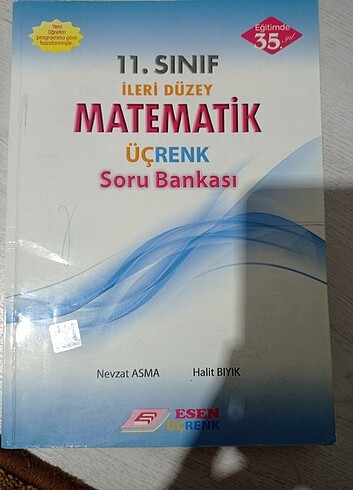 Yeni
öğretim
programına göre
hazırlanmıştır.
Eğitimde
35. yıl
11. SINIF
İLERİ DÜZEY
MATEMATİK
ÜÇRENK
Soru Bankası
Nevzat ASMA Halit BIYIK
ESEN
ÜÇRENK